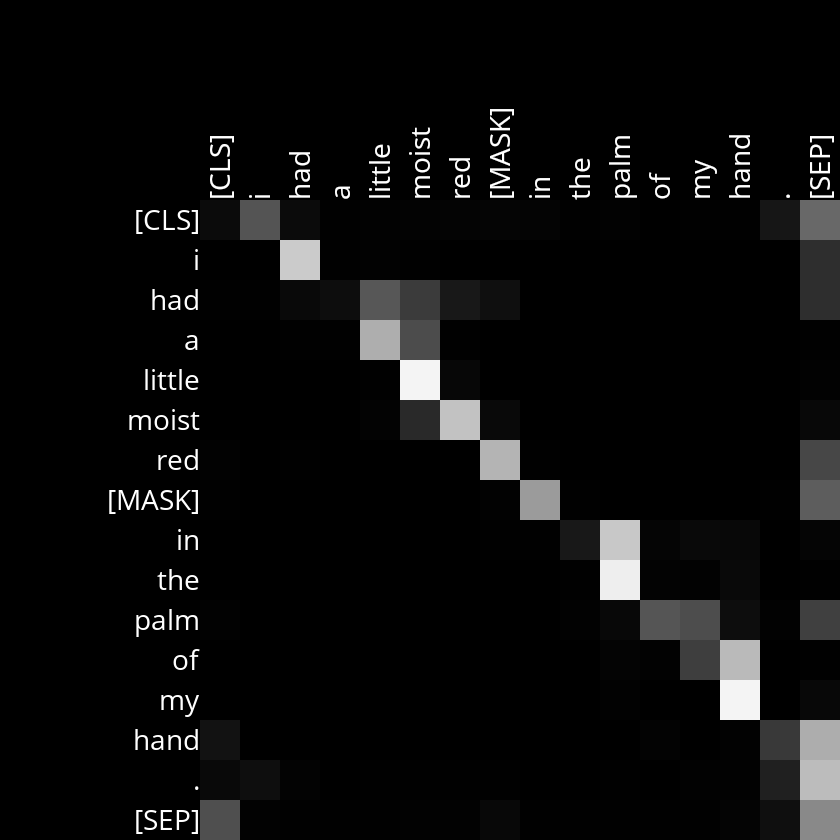 [CLS] i had a little moist red [MASK] in the palm of my hand . [SEP]
[CLS]
i
had
a
little
moist
red
[MASK]
in
the
palm
of
my
hand
.
[SEP]